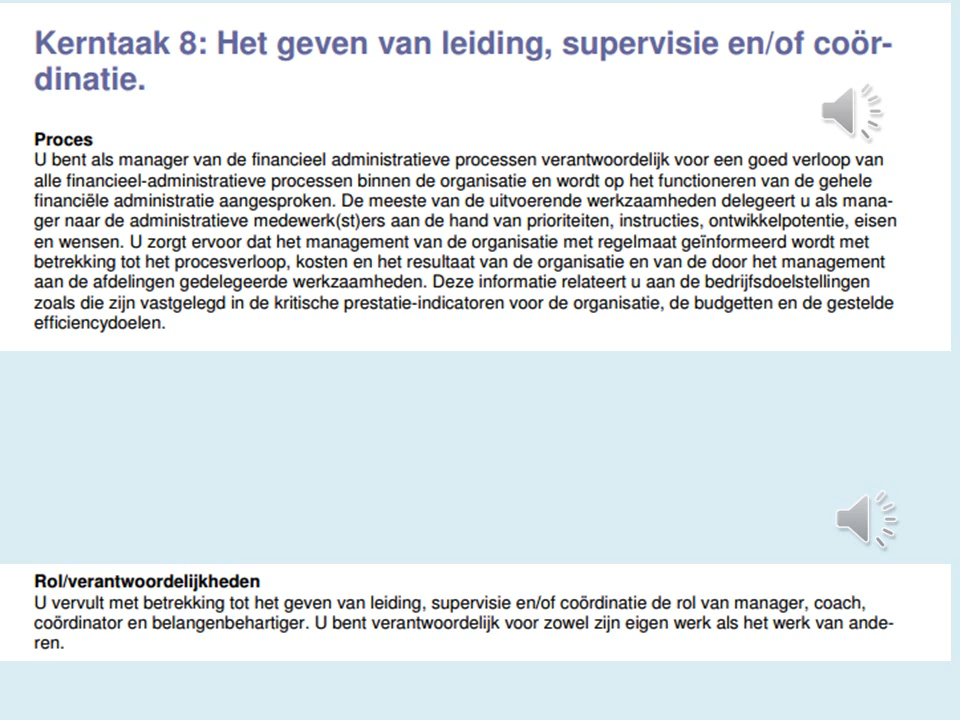 Kerntaak 8: Het geven van leiding, supervisie en/of coör-
dinatie.
Proces
U bent als manager van de financieel administratieve processen verantwoordelijk voor een goed verloop van
alle financieel-administratieve processen binnen de organisatie en wordt op het functioneren van de gehele
financiële administratie aangesproken. De meeste van de uitvoerende werkzaamheden delegeert u als mana-
ger naar de administratieve medewerk(st)ers aan de hand van prioriteiten, instructies, ontwikkelpotentie, eisen
en wensen. U zorgt ervoor dat het management van de organisatie met regelmaat geïnformeerd wordt met
betrekking tot het procesverloop, kosten en het resultaat van de organisatie en van de door het management
aan de afdelingen gedelegeerde werkzaamheden. Deze informatie relateert u aan de bedrijfsdoelstellingen
zoals die zijn vastgelegd in de kritische prestatie-indicatoren voor de organisatie, de budgetten en de gestelde
efficiencydoelen.
Rol/verantwoordelijkheden
U vervult met betrekking tot het geven van leiding, supervisie en/of coördinatie de rol van manager, coach,
coördinator en belangenbehartiger. U bent verantwoordelijk voor zowel zijn eigen werk als het werk van ande-
ren.